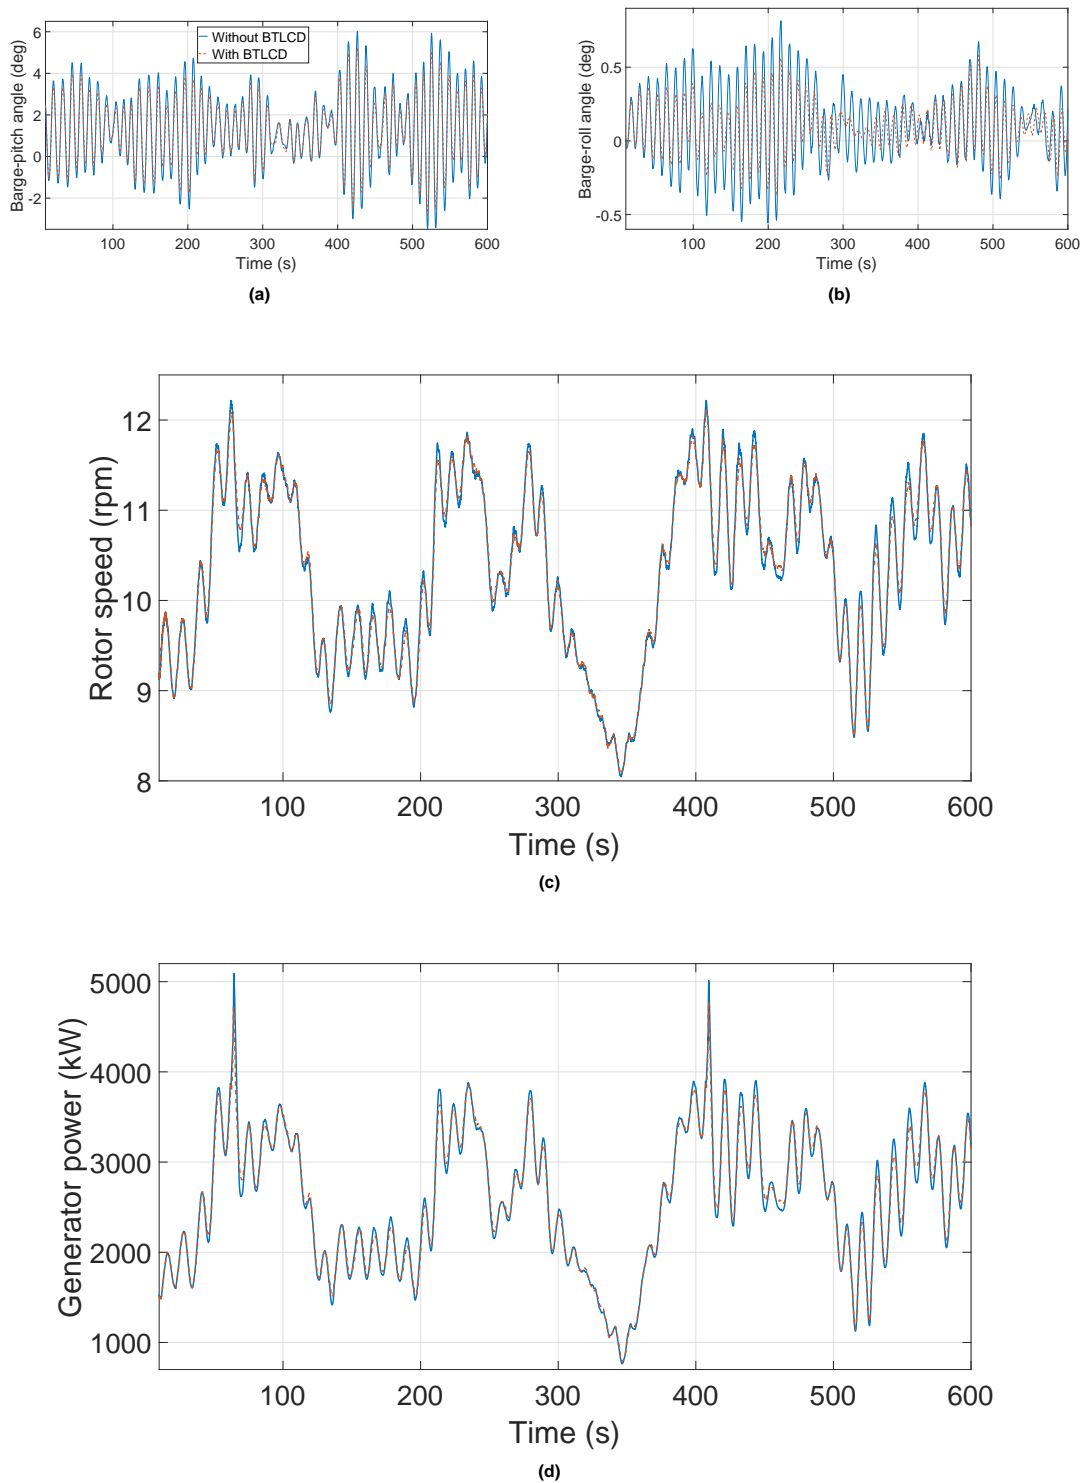 6
4
2
0
-2
Barge-pitch angle (deg)
Without BTLCD
With BTLCD
100 200 300 400 500 600
Time (s)
(a)
0.5
0
-0.5
Barge-roll angle (deg)
100 200 300 400 500 600
Time (s)
(b)
12
11
10
9
8
Rotor speed (rpm)
100 200 300 400 500 600
Time (s)
(c)
5000
4000
3000
2000
1000
Generator power (kW)
100 200 300 400 500 600
Time (s)
(d)